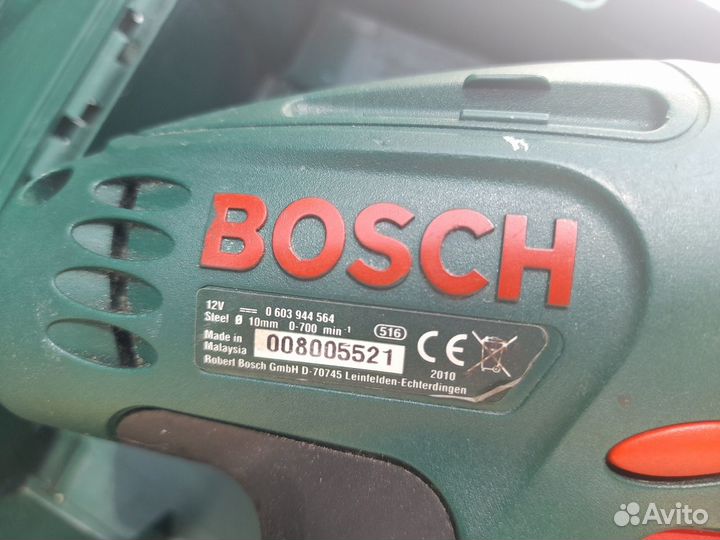 BOSCH
12V ⎓ 0 603 944 564
Steel Ø 10mm 0-700 min⁻¹ 516
Made in Malaysia 008005521 CE
2010
Robert Bosch GmbH D-70745 Leinfelden-Echterdingen
Avito